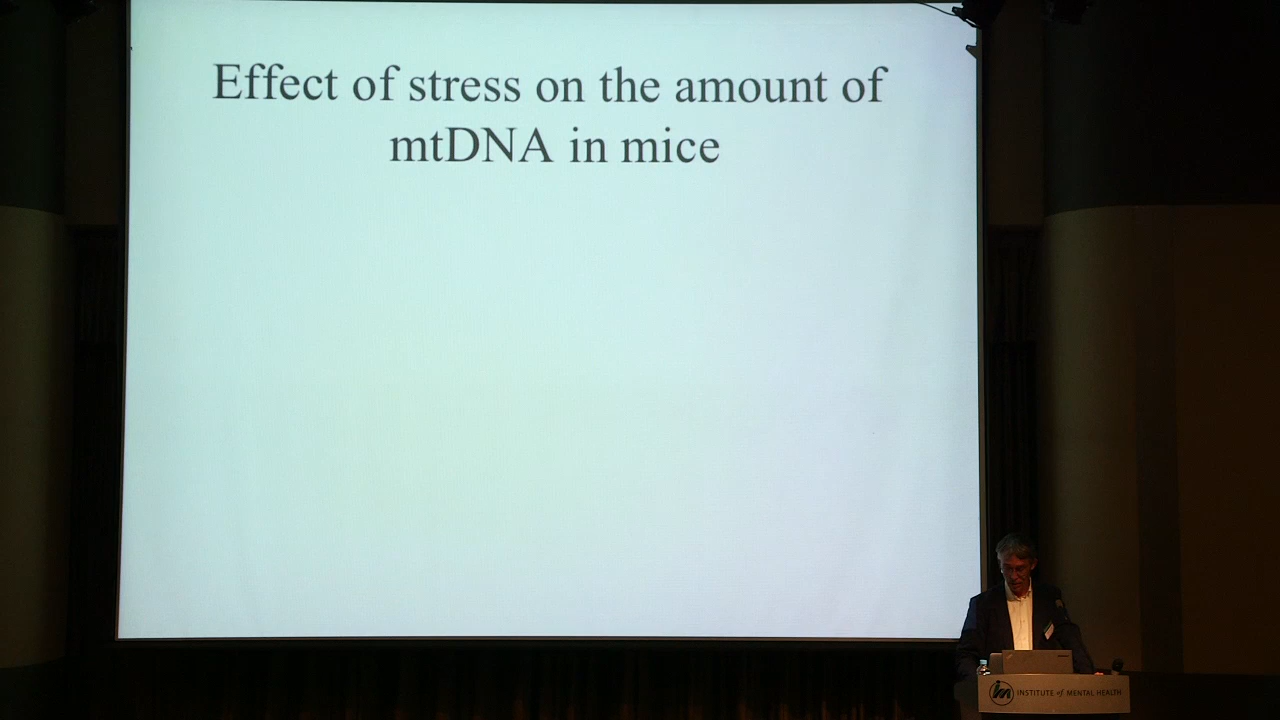 Effect of stress on the amount of
mtDNA in mice
INSTITUTE of MENTAL HEALTH